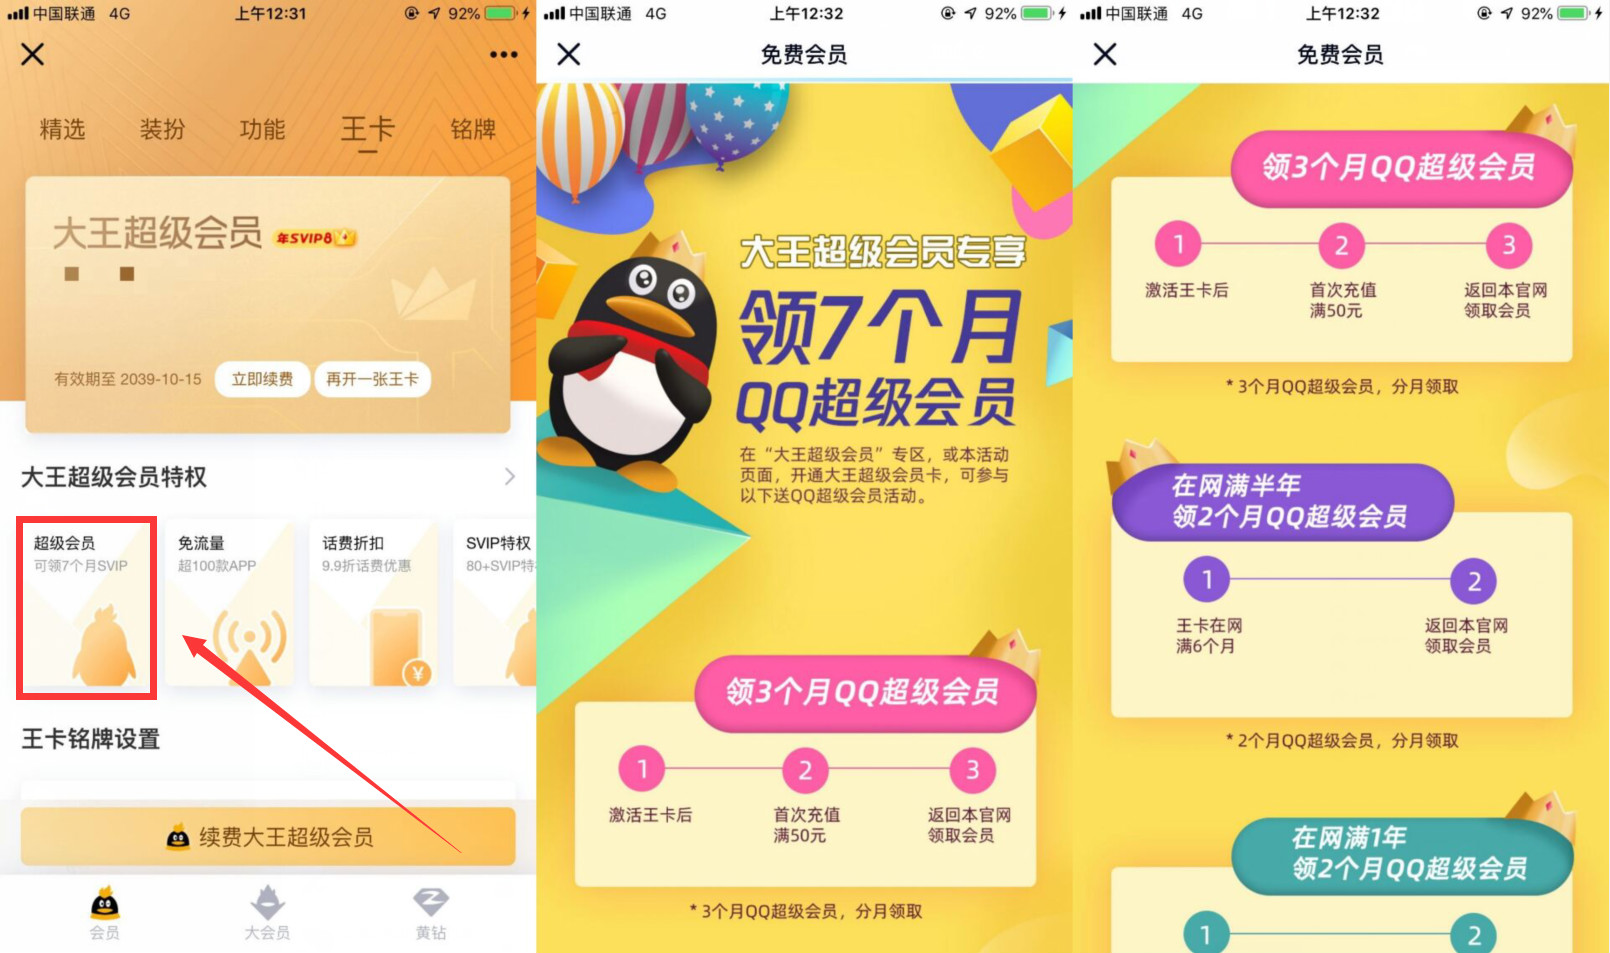 中国联通 4G
上午12:31
92%
精选 装扮 功能 王卡 铭牌
大王超级会员 年SVIP8
有效期至 2039-10-15
立即续费
再开一张王卡
大王超级会员特权
超级会员
可领7个月SVIP
免流量
超100款APP
话费折扣
9.9折话费优惠
SVIP特权
80+SVIP特
王卡铭牌设置
续费大王超级会员
会员
大会员
黄钻
中国联通 4G
上午12:32
92%
免费会员
大王超级会员专享
领7个月
QQ超级会员
在“大王超级会员”专区，或本活动
页面，开通大王超级会员卡，可参与
以下送QQ超级会员活动。
领3个月QQ超级会员
1
2
3
激活王卡后
首次充值
满50元
返回本官网
领取会员
*3个月QQ超级会员，分月领取
中国联通 4G
上午12:32
92%
免费会员
领3个月QQ超级会员
1
2
3
激活王卡后
首次充值
满50元
返回本官网
领取会员
*3个月QQ超级会员，分月领取
在网满半年
领2个月QQ超级会员
1
2
王卡在网
满6个月
返回本官网
领取会员
*2个月QQ超级会员，分月领取
在网满1年
领2个月QQ超级会员
1
2